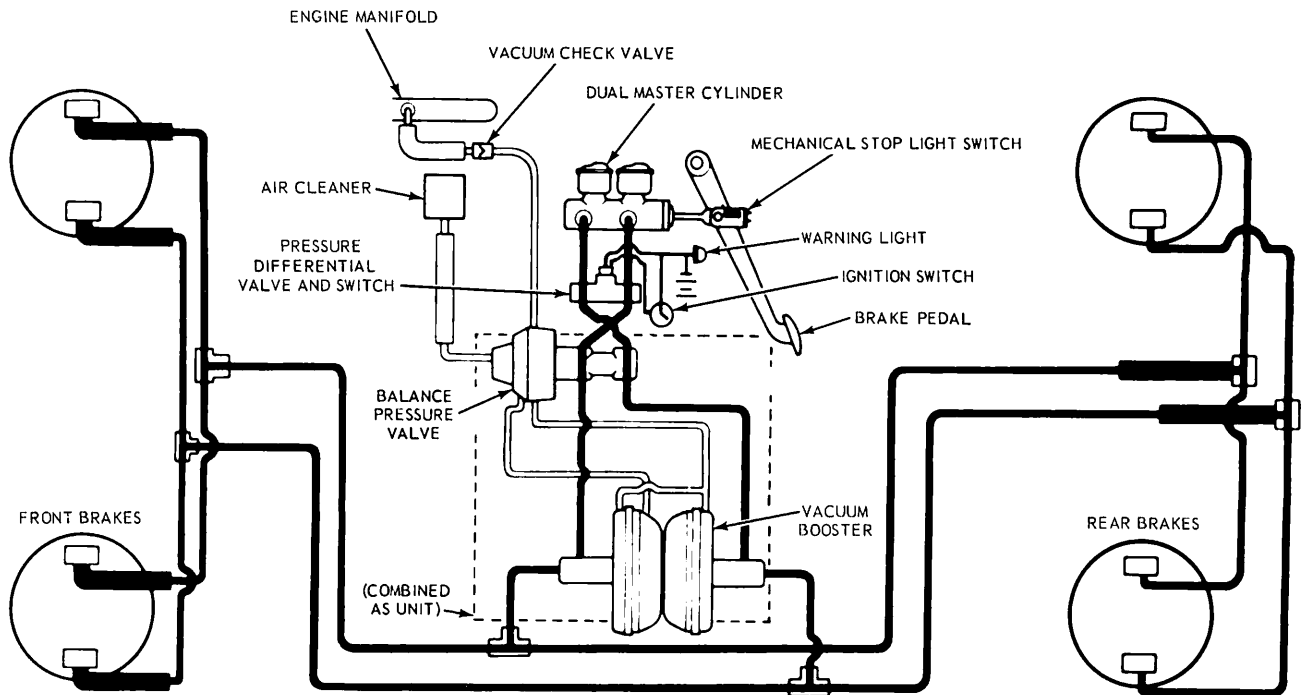 ENGINE MANIFOLD
VACUUM CHECK VALVE
DUAL MASTER CYLINDER
MECHANICAL STOP LIGHT SWITCH
AIR CLEANER
PRESSURE
DIFFERENTIAL
VALVE AND SWITCH
WARNING LIGHT
IGNITION SWITCH
BRAKE PEDAL
BALANCE
PRESSURE
VALVE
FRONT BRAKES
VACUUM
BOOSTER
REAR BRAKES
(COMBINED
AS UNIT)